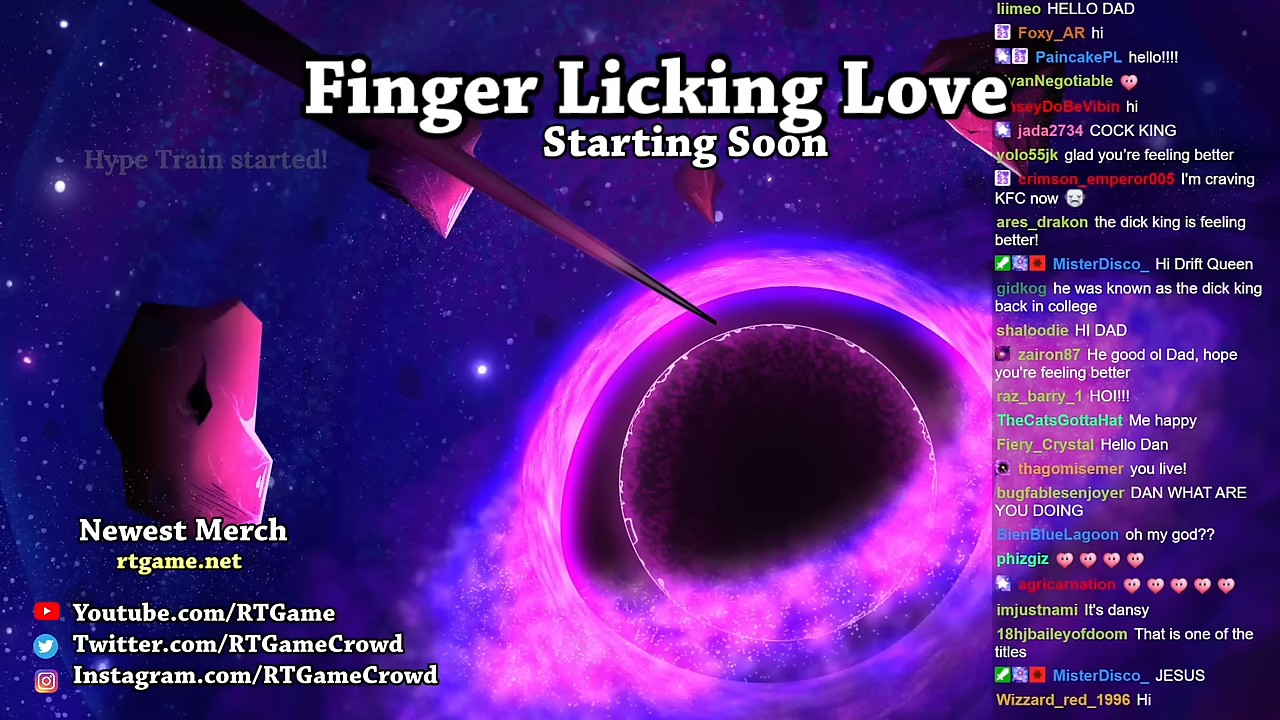 Finger Licking Love
Starting Soon
Hype Train started!
Newest Merch
rtgame.net
Youtube.com/RTGame
Twitter.com/RTGameCrowd
Instagram.com/RTGameCrowd
liimeo HELLO DAD
Foxy_AR hi
PaincakePL hello!!!!
hi
jada2734 COCK KING
yolo55jk glad you're feeling better
crimson_emperor005 I'm craving
KFC now
ares_drakon the dick king is feeling
better!
MisterDisco_ Hi Drift Queen
gidkog he was known as the dick king
back in college
shaloodie HI DAD
zairon87 He good ol Dad, hope
you're feeling better
raz_barry_1 HOI!!!
TheCatsGottaHat Me happy
Fiery_Crystal Hello Dan
thagomisemer you live!
bugfablesenjoyer DAN WHAT ARE
YOU DOING
BienBlueLagoon oh my god??
phizgiz
agricarnation
imjustnami It's dansy
18hjbaileyofdoom That is one of the
titles
MisterDisco_ JESUS
Wizzard_red_1996 Hi